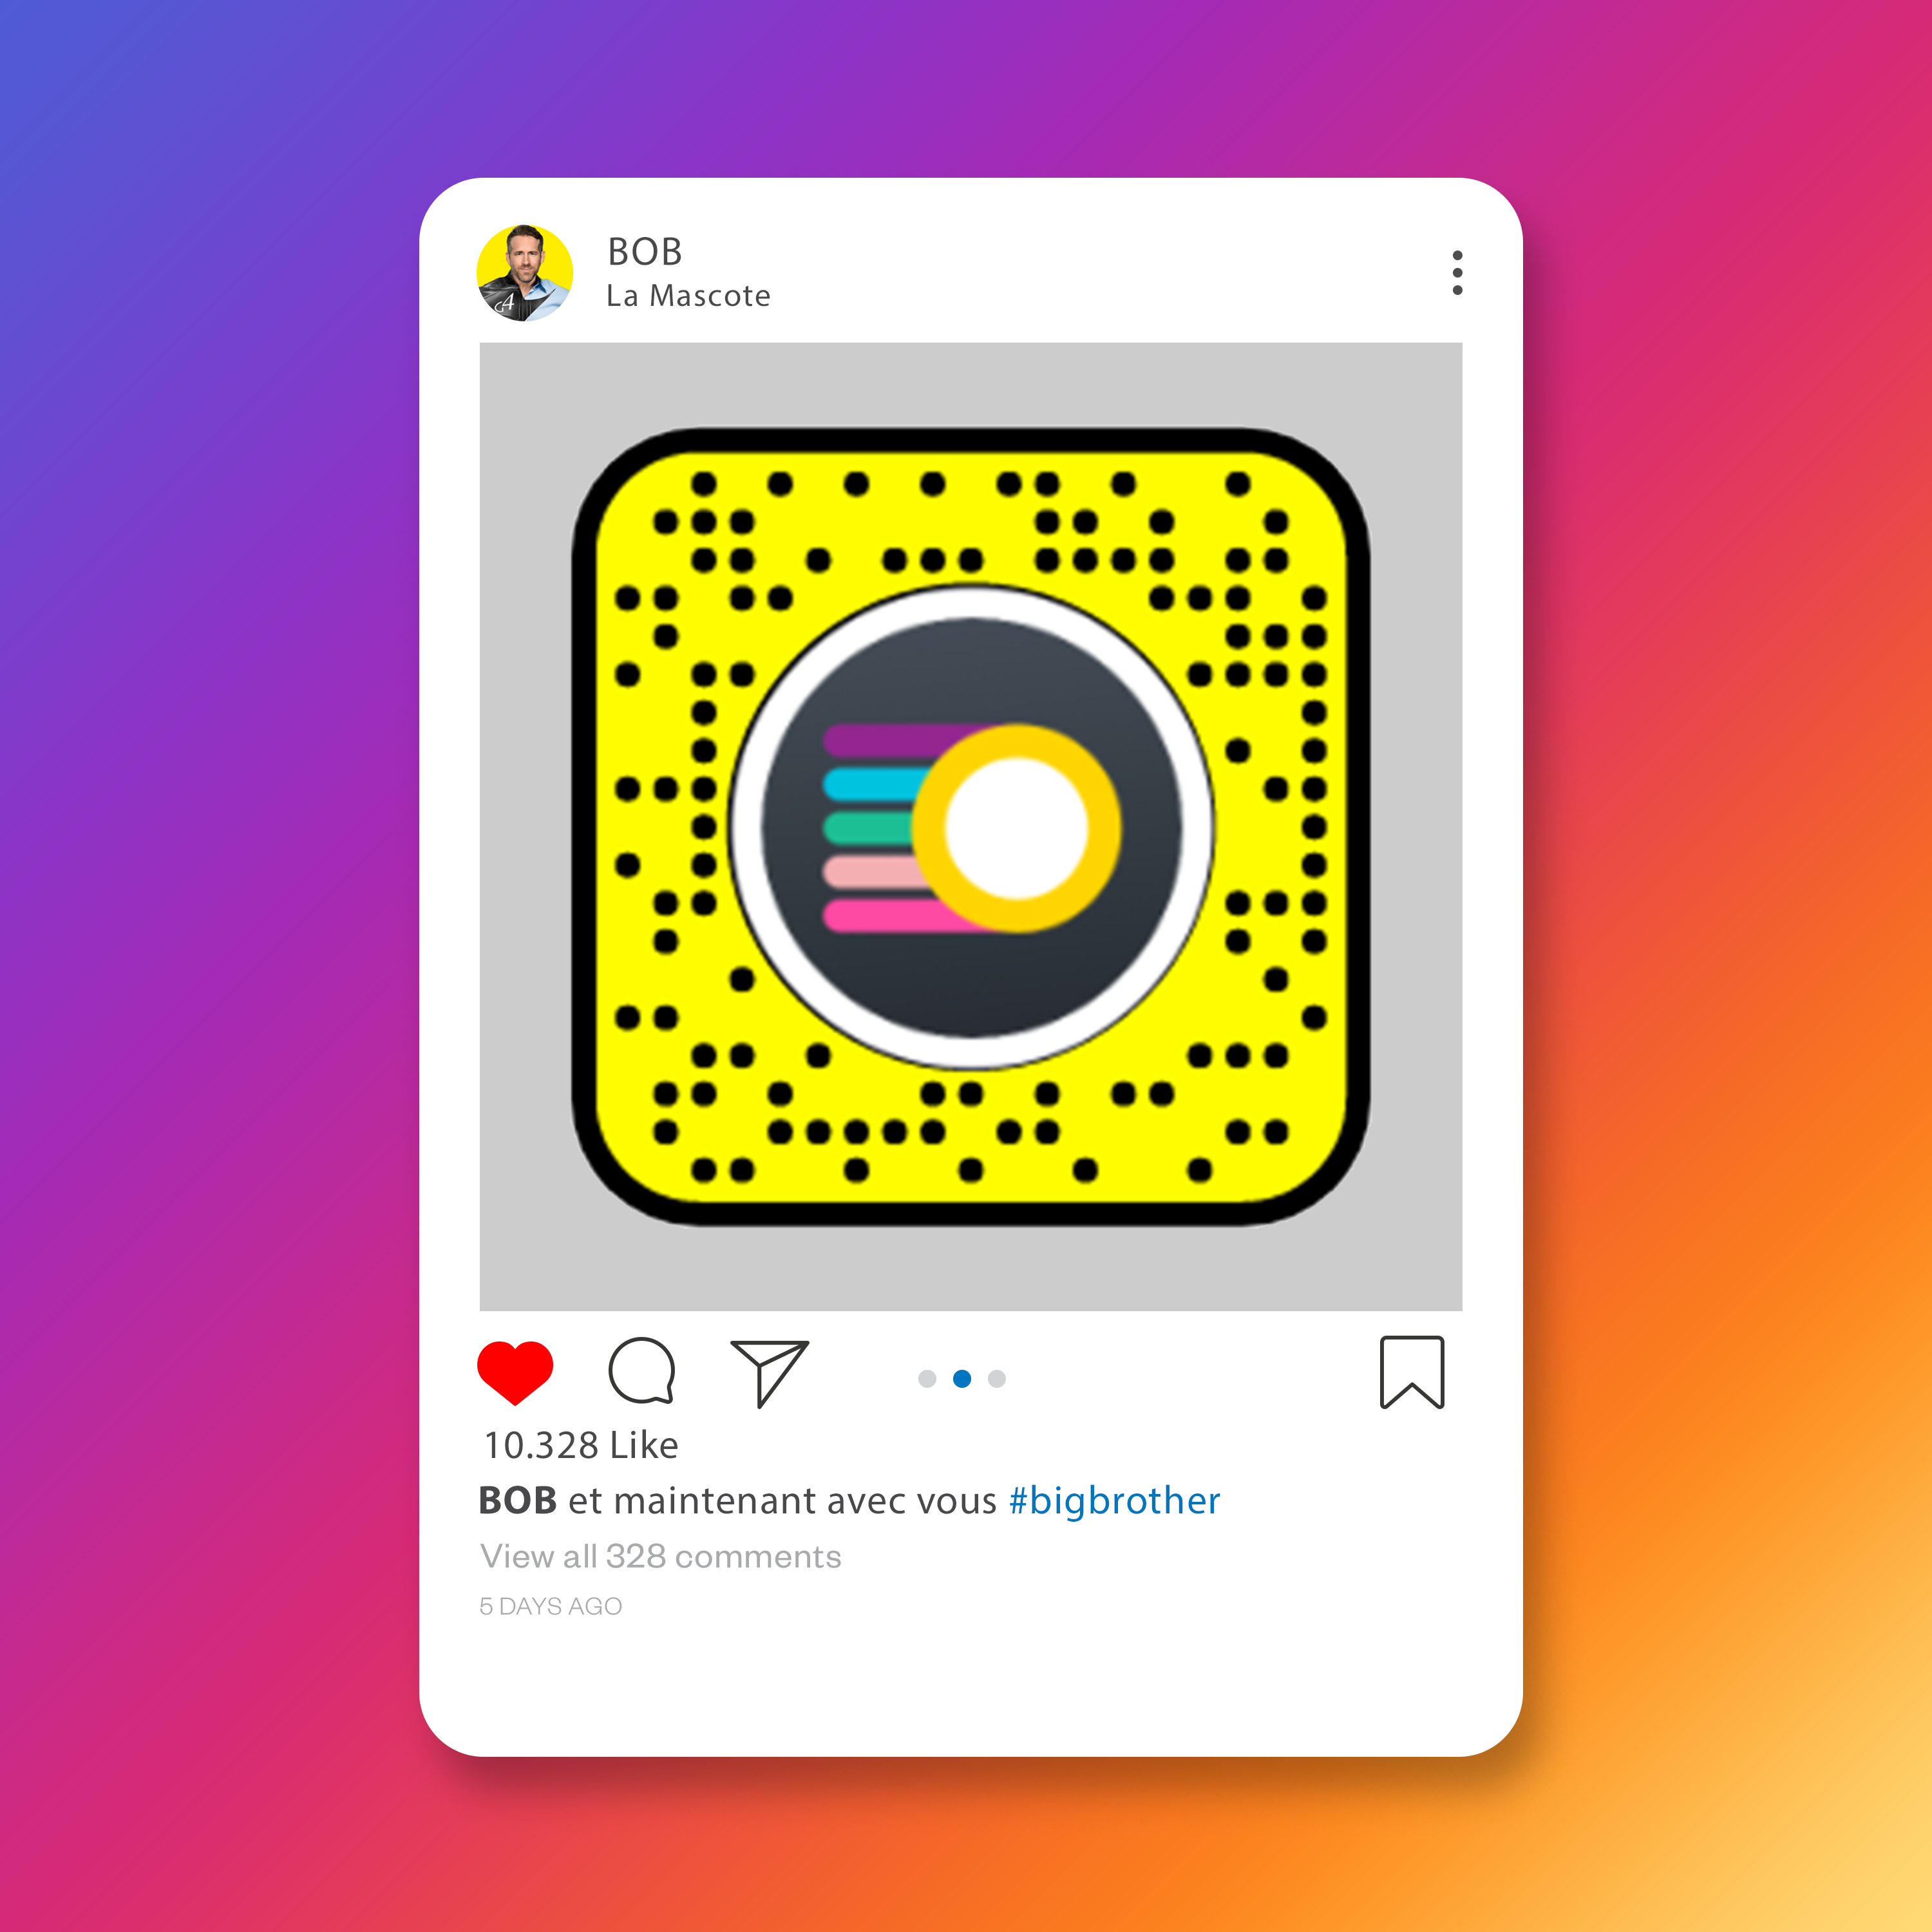 BOB
La Mascote
G4
10.328 Like
BOB et maintenant avec vous #bigbrother
View all 328 comments
5 DAYS AGO